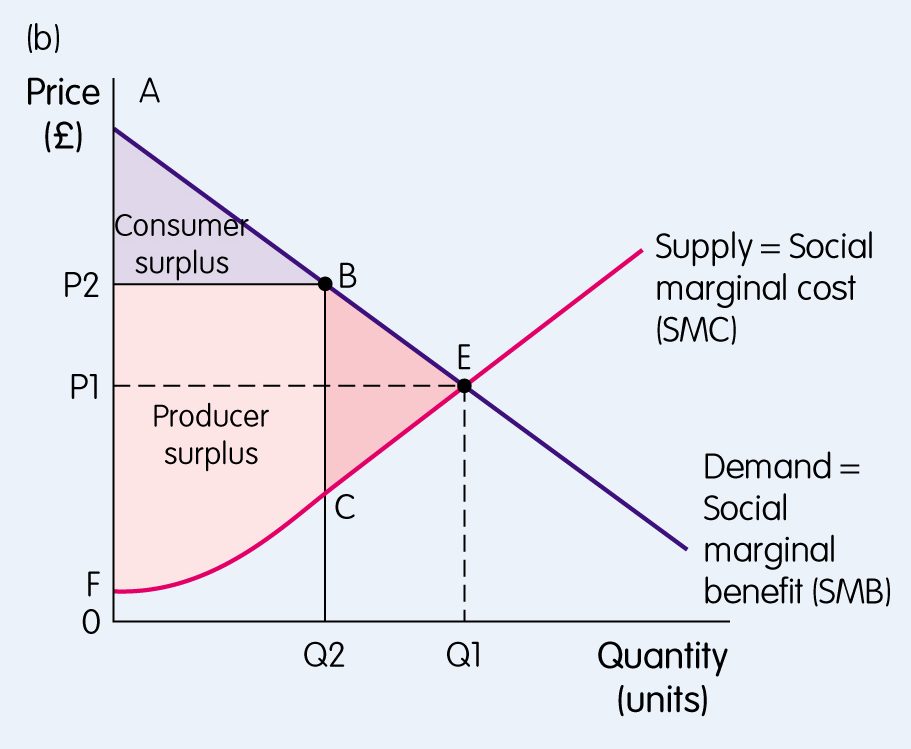 (b)
Price
(£)
A
Consumer
surplus
P2
B
Supply = Social
marginal cost
(SMC)
E
P1
Producer
surplus
Demand =
Social
marginal
benefit (SMB)
C
F
0
Q2
Q1
Quantity
(units)